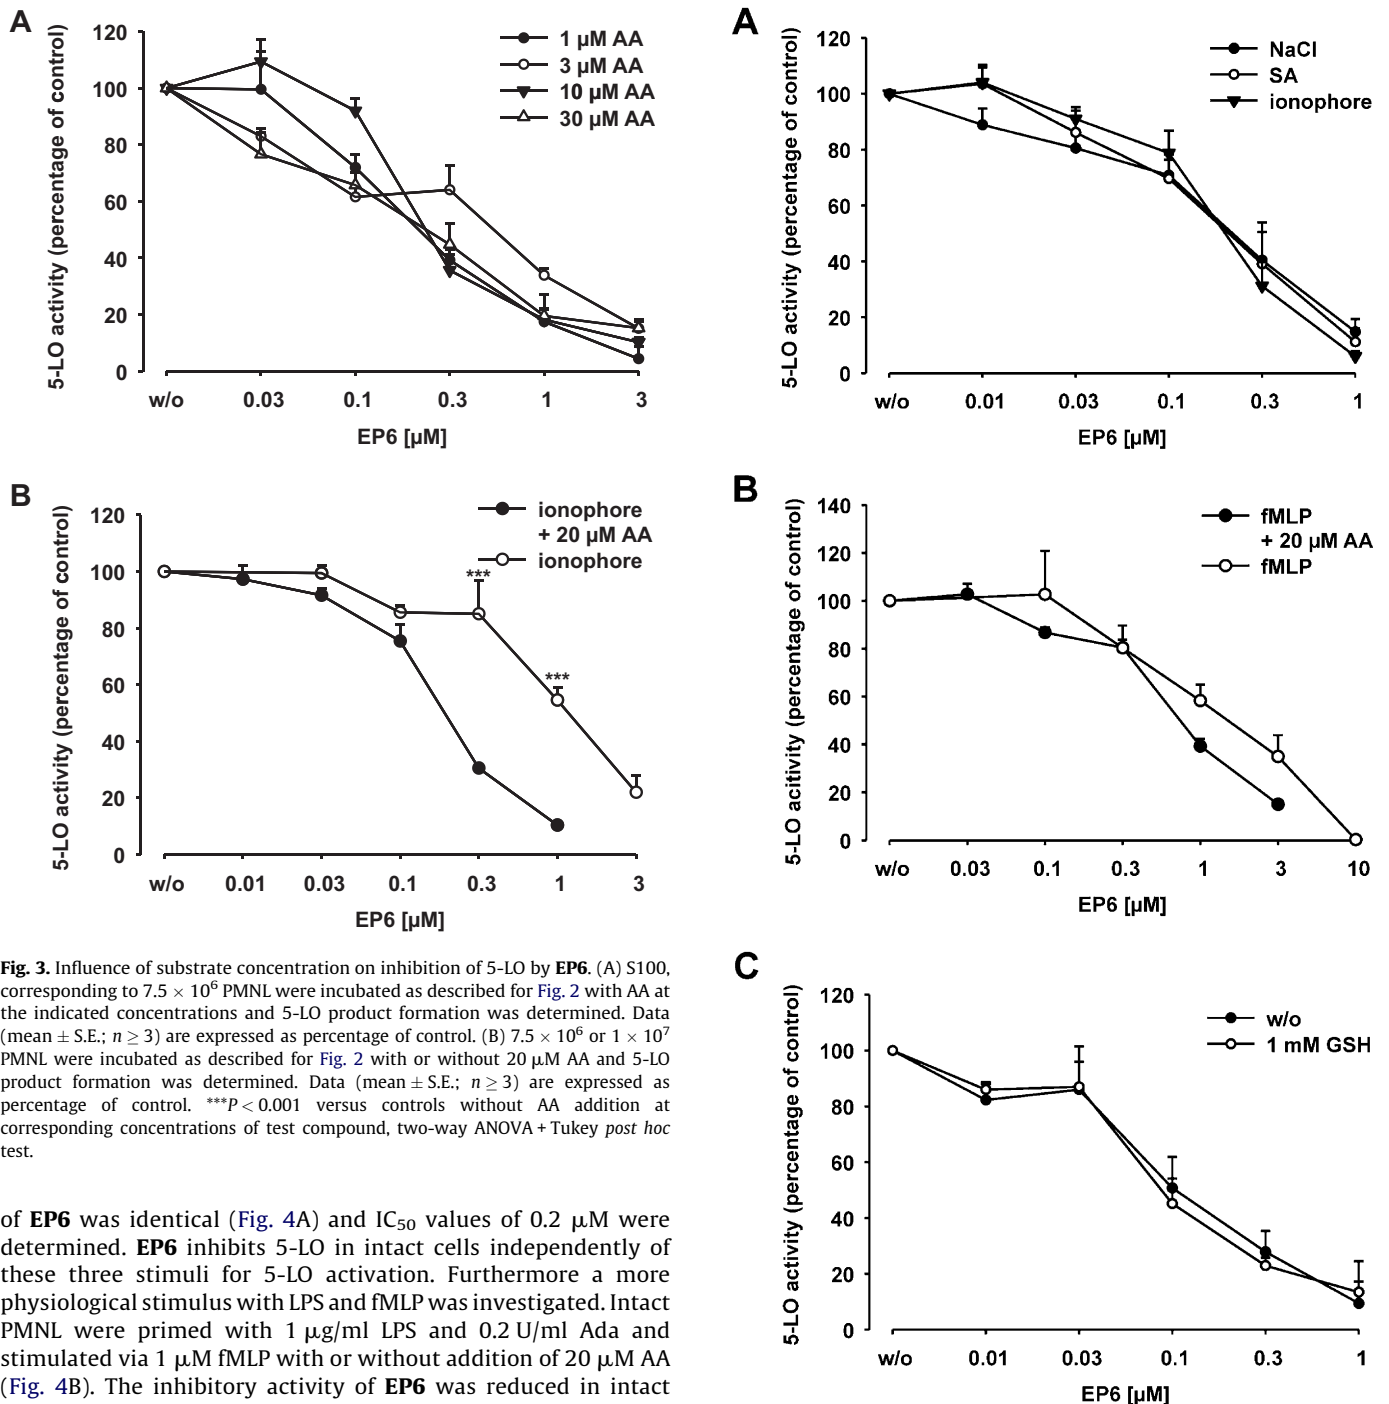 A
5-LO activity (percentage of control)
120
100
80
60
40
20
0
1 µM AA
3 µM AA
10 µM AA
30 µM AA
w/o 0.03 0.1 0.3 1 3
EP6 [µM]
B
5-LO activity (percentage of control)
120
100
80
60
40
20
0
ionophore
+ 20 µM AA
ionophore
***
***
w/o 0.01 0.03 0.1 0.3 1 3
EP6 [µM]
Fig. 3. Influence of substrate concentration on inhibition of 5-LO by EP6. (A) S100,
corresponding to 7.5 × 10⁶ PMNL were incubated as described for Fig. 2 with AA at
the indicated concentrations and 5-LO product formation was determined. Data
(mean ± S.E.; n ≥ 3) are expressed as percentage of control. (B) 7.5 × 10⁶ or 1 × 10⁷
PMNL were incubated as described for Fig. 2 with or without 20 µM AA and 5-LO
product formation was determined. Data (mean ± S.E.; n ≥ 3) are expressed as
percentage of control. ***P < 0.001 versus controls without AA addition at
corresponding concentrations of test compound, two-way ANOVA + Tukey post hoc
test.
of EP6 was identical (Fig. 4A) and IC₅₀ values of 0.2 µM were
determined. EP6 inhibits 5-LO in intact cells independently of
these three stimuli for 5-LO activation. Furthermore a more
physiological stimulus with LPS and fMLP was investigated. Intact
PMNL were primed with 1 µg/ml LPS and 0.2 U/ml Ada and
stimulated via 1 µM fMLP with or without addition of 20 µM AA
(Fig. 4B). The inhibitory activity of EP6 was reduced in intact
A
5-LO activity (percentage of control)
120
100
80
60
40
20
0
NaCl
SA
ionophore
w/o 0.01 0.03 0.1 0.3 1
EP6 [µM]
B
5-LO acitivity (percentage of control)
140
120
100
80
60
40
20
0
fMLP
+ 20 µM AA
fMLP
w/o 0.03 0.1 0.3 1 3 10
EP6 [µM]
C
5-LO activity (percentage of control)
120
100
80
60
40
20
0
w/o
1 mM GSH
w/o 0.01 0.03 0.1 0.3 1
EP6 [µM]